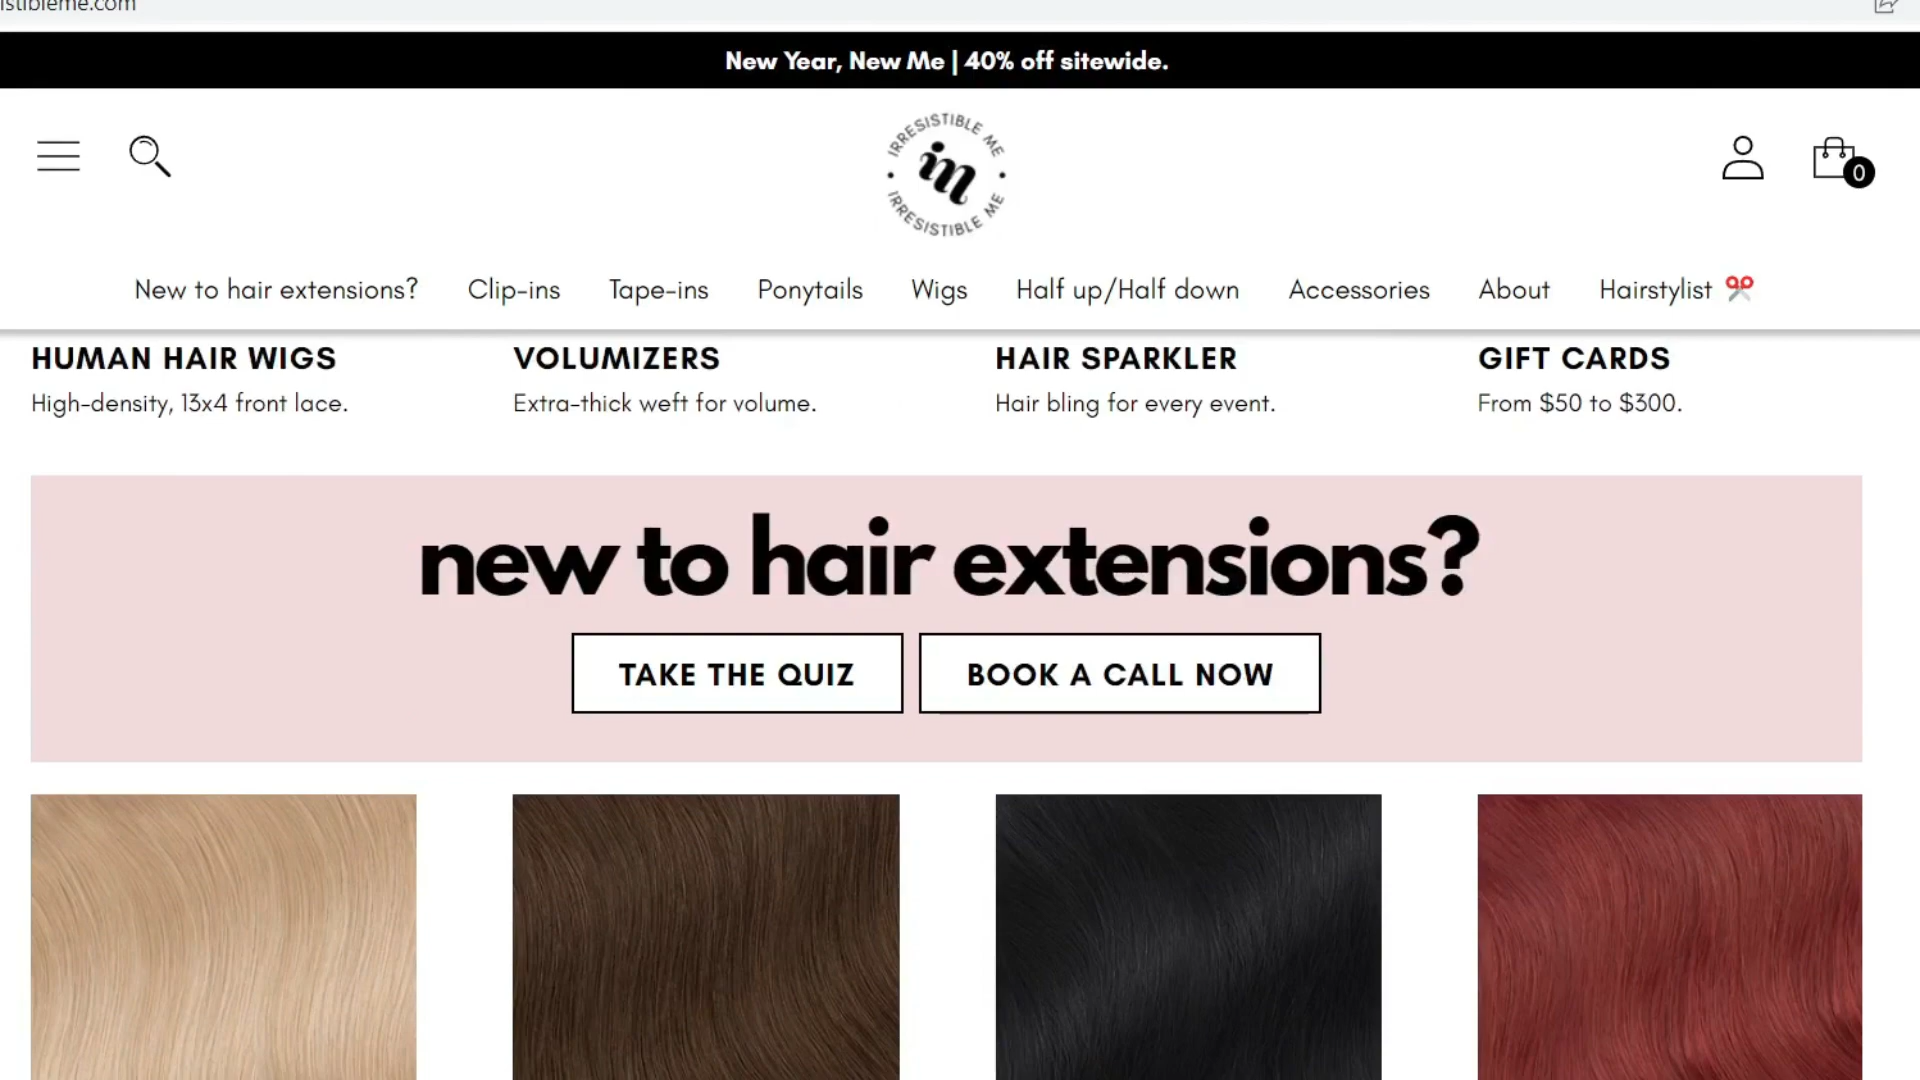 istibleme.com
New Year, New Me | 40% off sitewide.
IRRESISTIBLE ME
im
IRRESISTIBLE ME
0
New to hair extensions? Clip-ins Tape-ins Ponytails Wigs Half up/Half down Accessories About Hairstylist
HUMAN HAIR WIGS VOLUMIZERS HAIR SPARKLER GIFT CARDS
High-density, 13x4 front lace. Extra-thick weft for volume. Hair bling for every event. From $50 to $300.
new to hair extensions?
TAKE THE QUIZ BOOK A CALL NOW